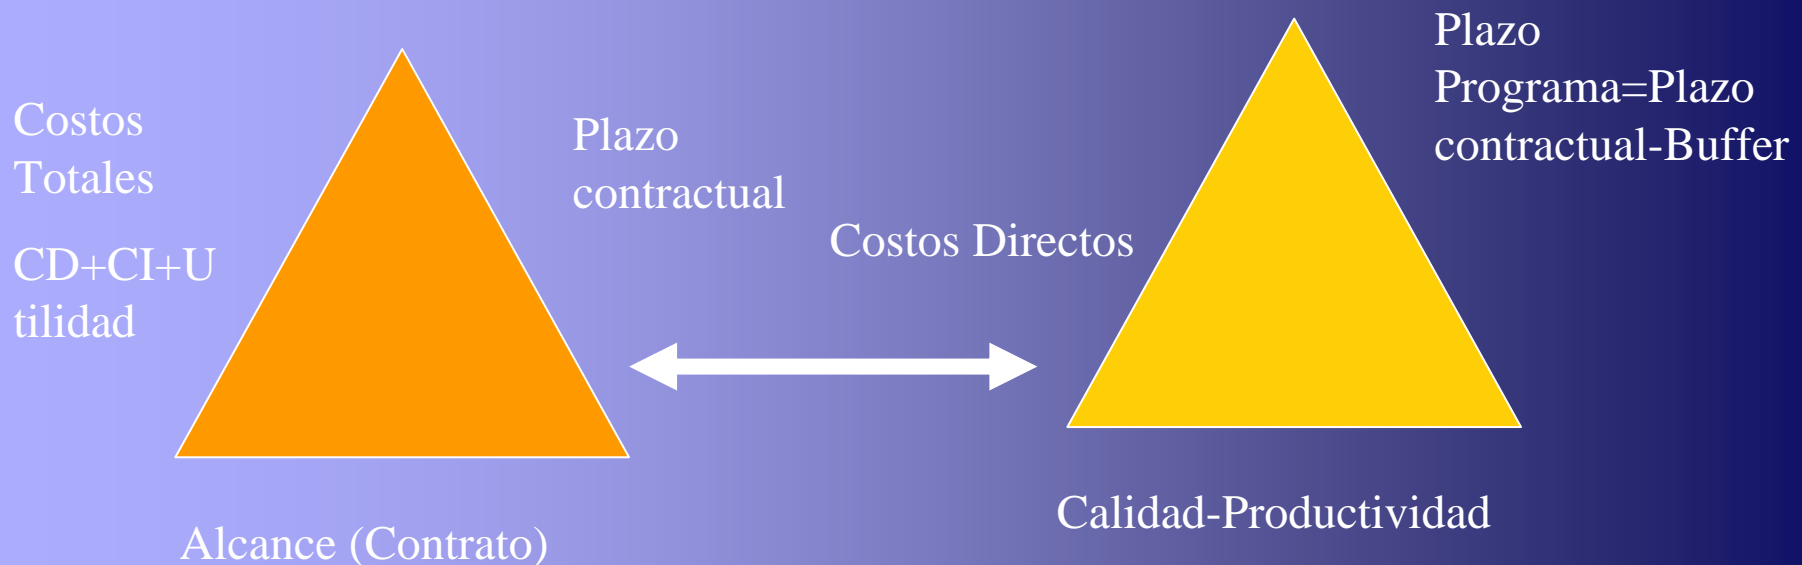 Costos
Totales
CD+CI+U
tilidad
Plazo
contractual
Alcance (Contrato)
Costos Directos
Plazo
Programa=Plazo
contractual-Buffer
Calidad-Productividad